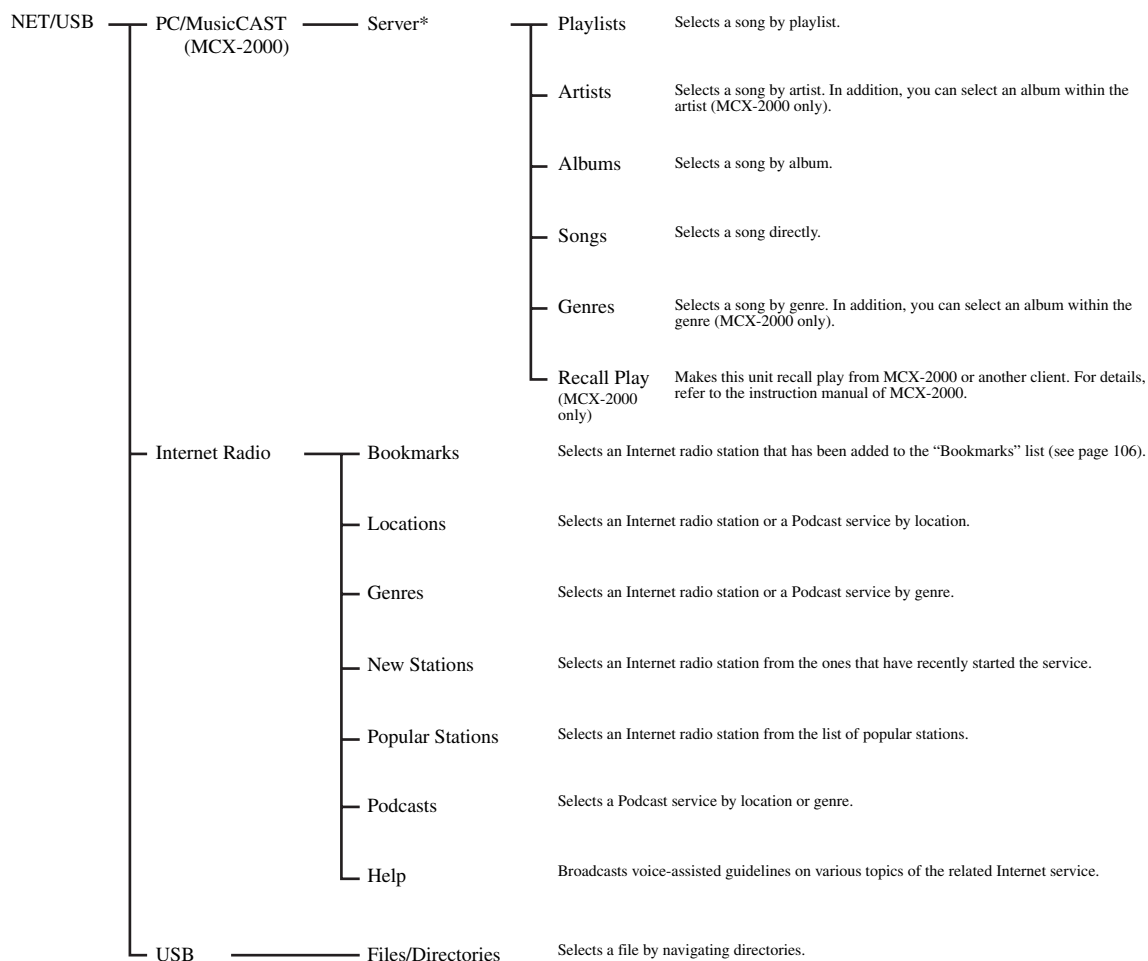 NET/USB
PC/MusicCAST
(MCX-2000)
Server*
Playlists
Selects a song by playlist.
Artists
Selects a song by artist. In addition, you can select an album within the
artist (MCX-2000 only).
Albums
Selects a song by album.
Songs
Selects a song directly.
Genres
Selects a song by genre. In addition, you can select an album within the
genre (MCX-2000 only).
Recall Play
(MCX-2000
only)
Makes this unit recall play from MCX-2000 or another client. For details,
refer to the instruction manual of MCX-2000.
Internet Radio
Bookmarks
Selects an Internet radio station that has been added to the “Bookmarks” list (see page 106).
Locations
Selects an Internet radio station or a Podcast service by location.
Genres
Selects an Internet radio station or a Podcast service by genre.
New Stations
Selects an Internet radio station from the ones that have recently started the service.
Popular Stations
Selects an Internet radio station from the list of popular stations.
Podcasts
Selects a Podcast service by location or genre.
Help
Broadcasts voice-assisted guidelines on various topics of the related Internet service.
USB
Files/Directories
Selects a file by navigating directories.